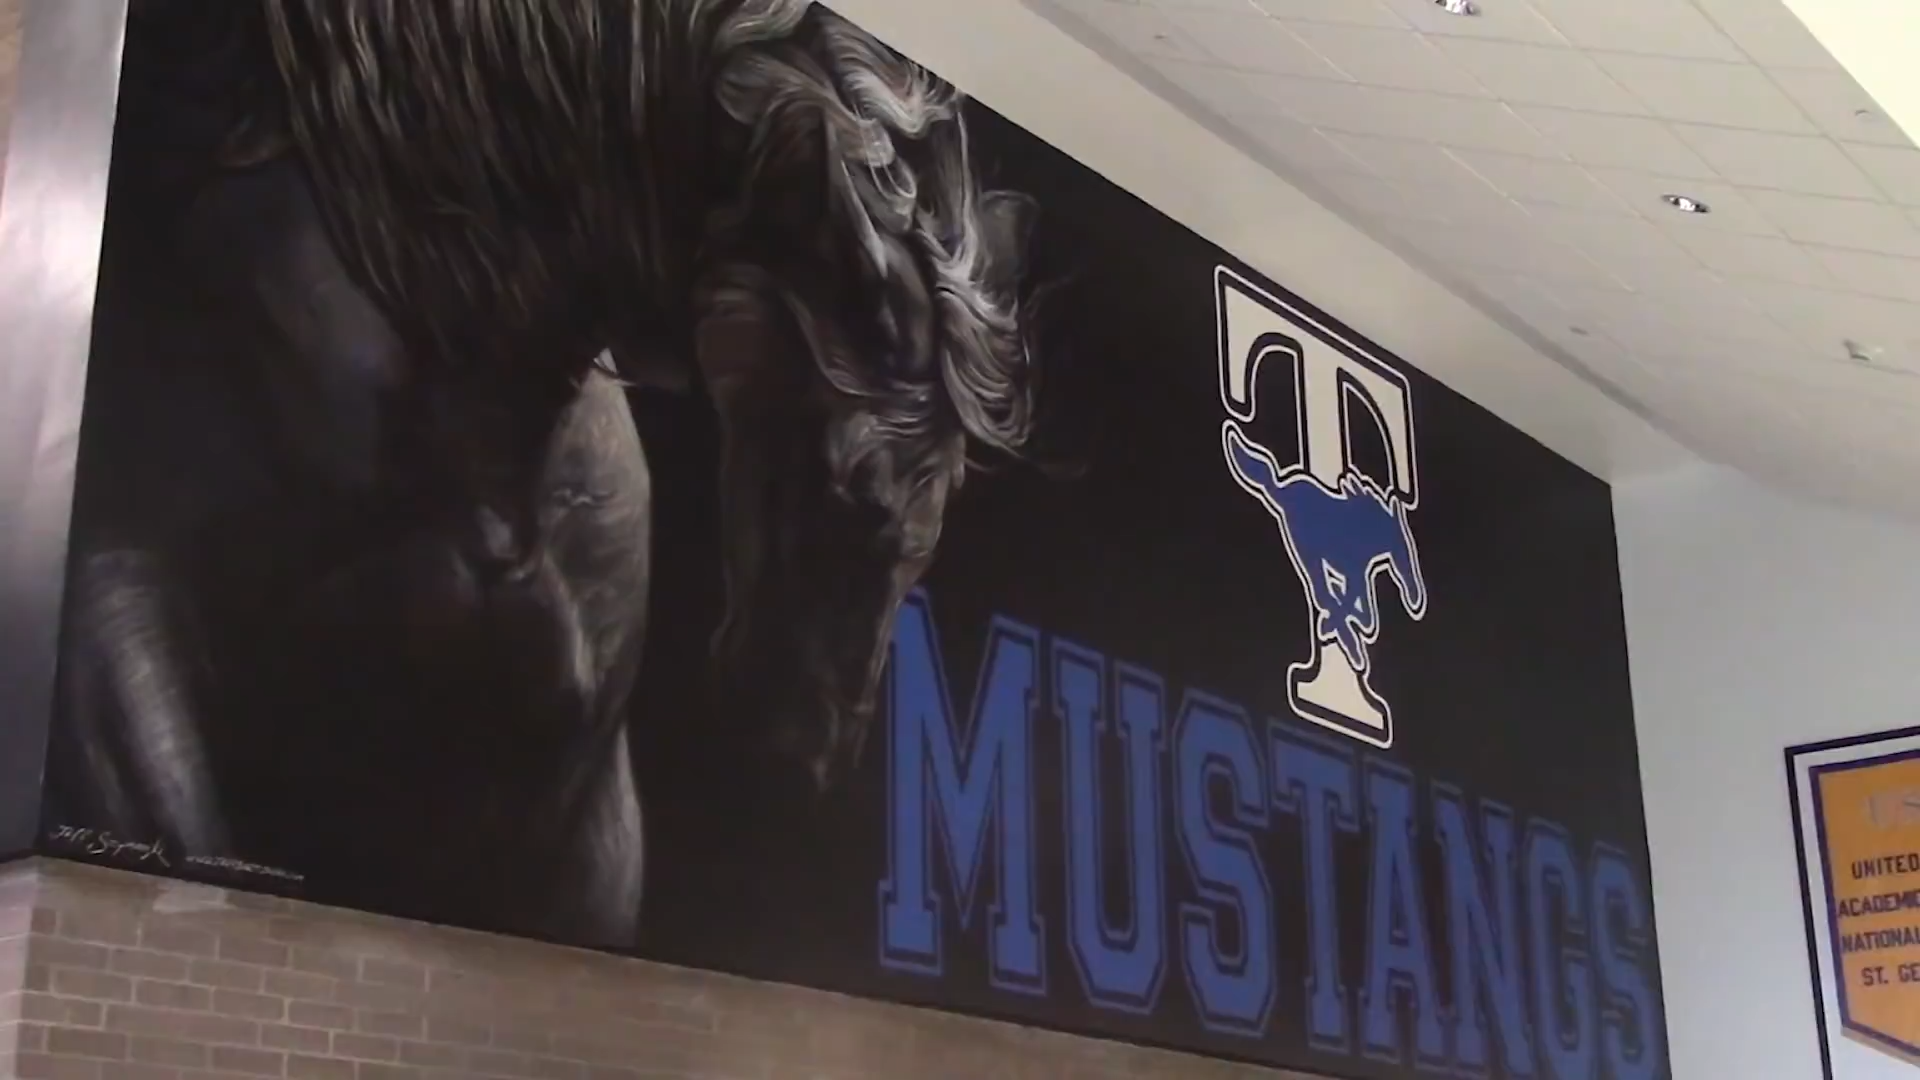 T
MUSTANGS
UNITED
ACADEMIC
NATIONAL
ST. GE